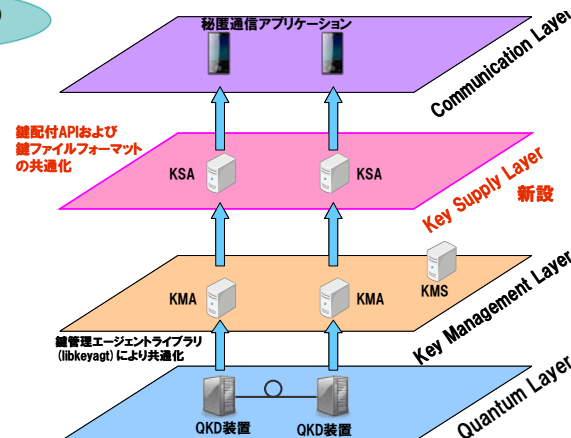 秘匿通信アプリケーション
Communication Layer
鍵配付APIおよび
鍵ファイルフォーマット
の共通化
KSA
KSA
Key Supply Layer
新設
KMA
KMA
KMS
Key Management Layer
鍵管理エージェントライブラリ
(libkeyagt)により共通化
QKD装置
QKD装置
Quantum Layer